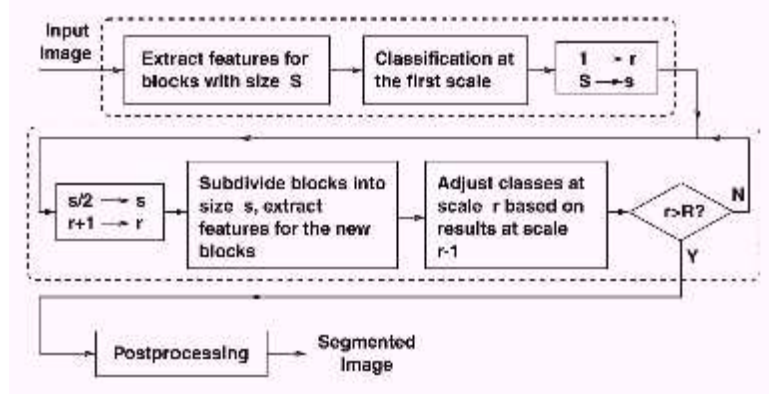 Input
Image
Extract features for
blocks with size S
Classification at
the first scale
1 → r
S → s
s/2 → s
r+1 → r
Subdivide blocks into
size s, extract
features for the new
blocks
Adjust classes at
scale r based on
results at scale
r-1
r>R?
N
Y
Postprocessing
Segmented
Image